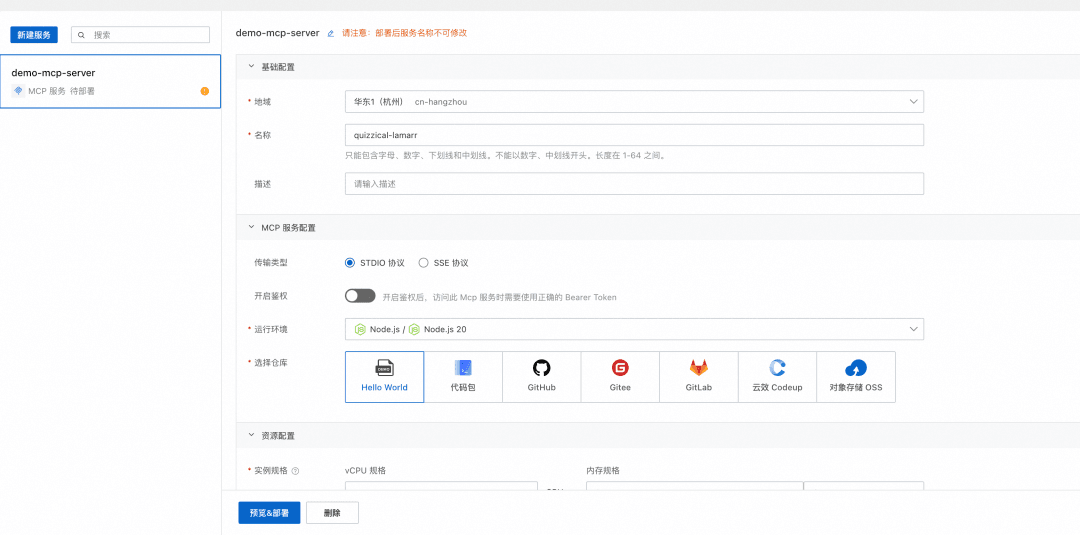 新建服务
搜索
demo-mcp-server
MCP 服务 待部署
demo-mcp-server 请注意：部署后服务名称不可修改
基础配置
* 地域 华东1（杭州） cn-hangzhou
* 名称 quizzical-lamarr
只能包含字母、数字、下划线和中划线。不能以数字、中划线开头。长度在 1-64 之间。
描述 请输入描述
MCP 服务配置
传输类型 STDIO 协议 SSE 协议
开启鉴权 开启鉴权后，访问此 Mcp 服务时需要使用正确的 Bearer Token
* 运行环境 Node.js / Node.js 20
* 选择仓库
Hello World 代码包 GitHub Gitee GitLab 云效 Codeup 对象存储 OSS
资源配置
* 实例规格 vCPU 规格 内存规格
预览&部署 删除